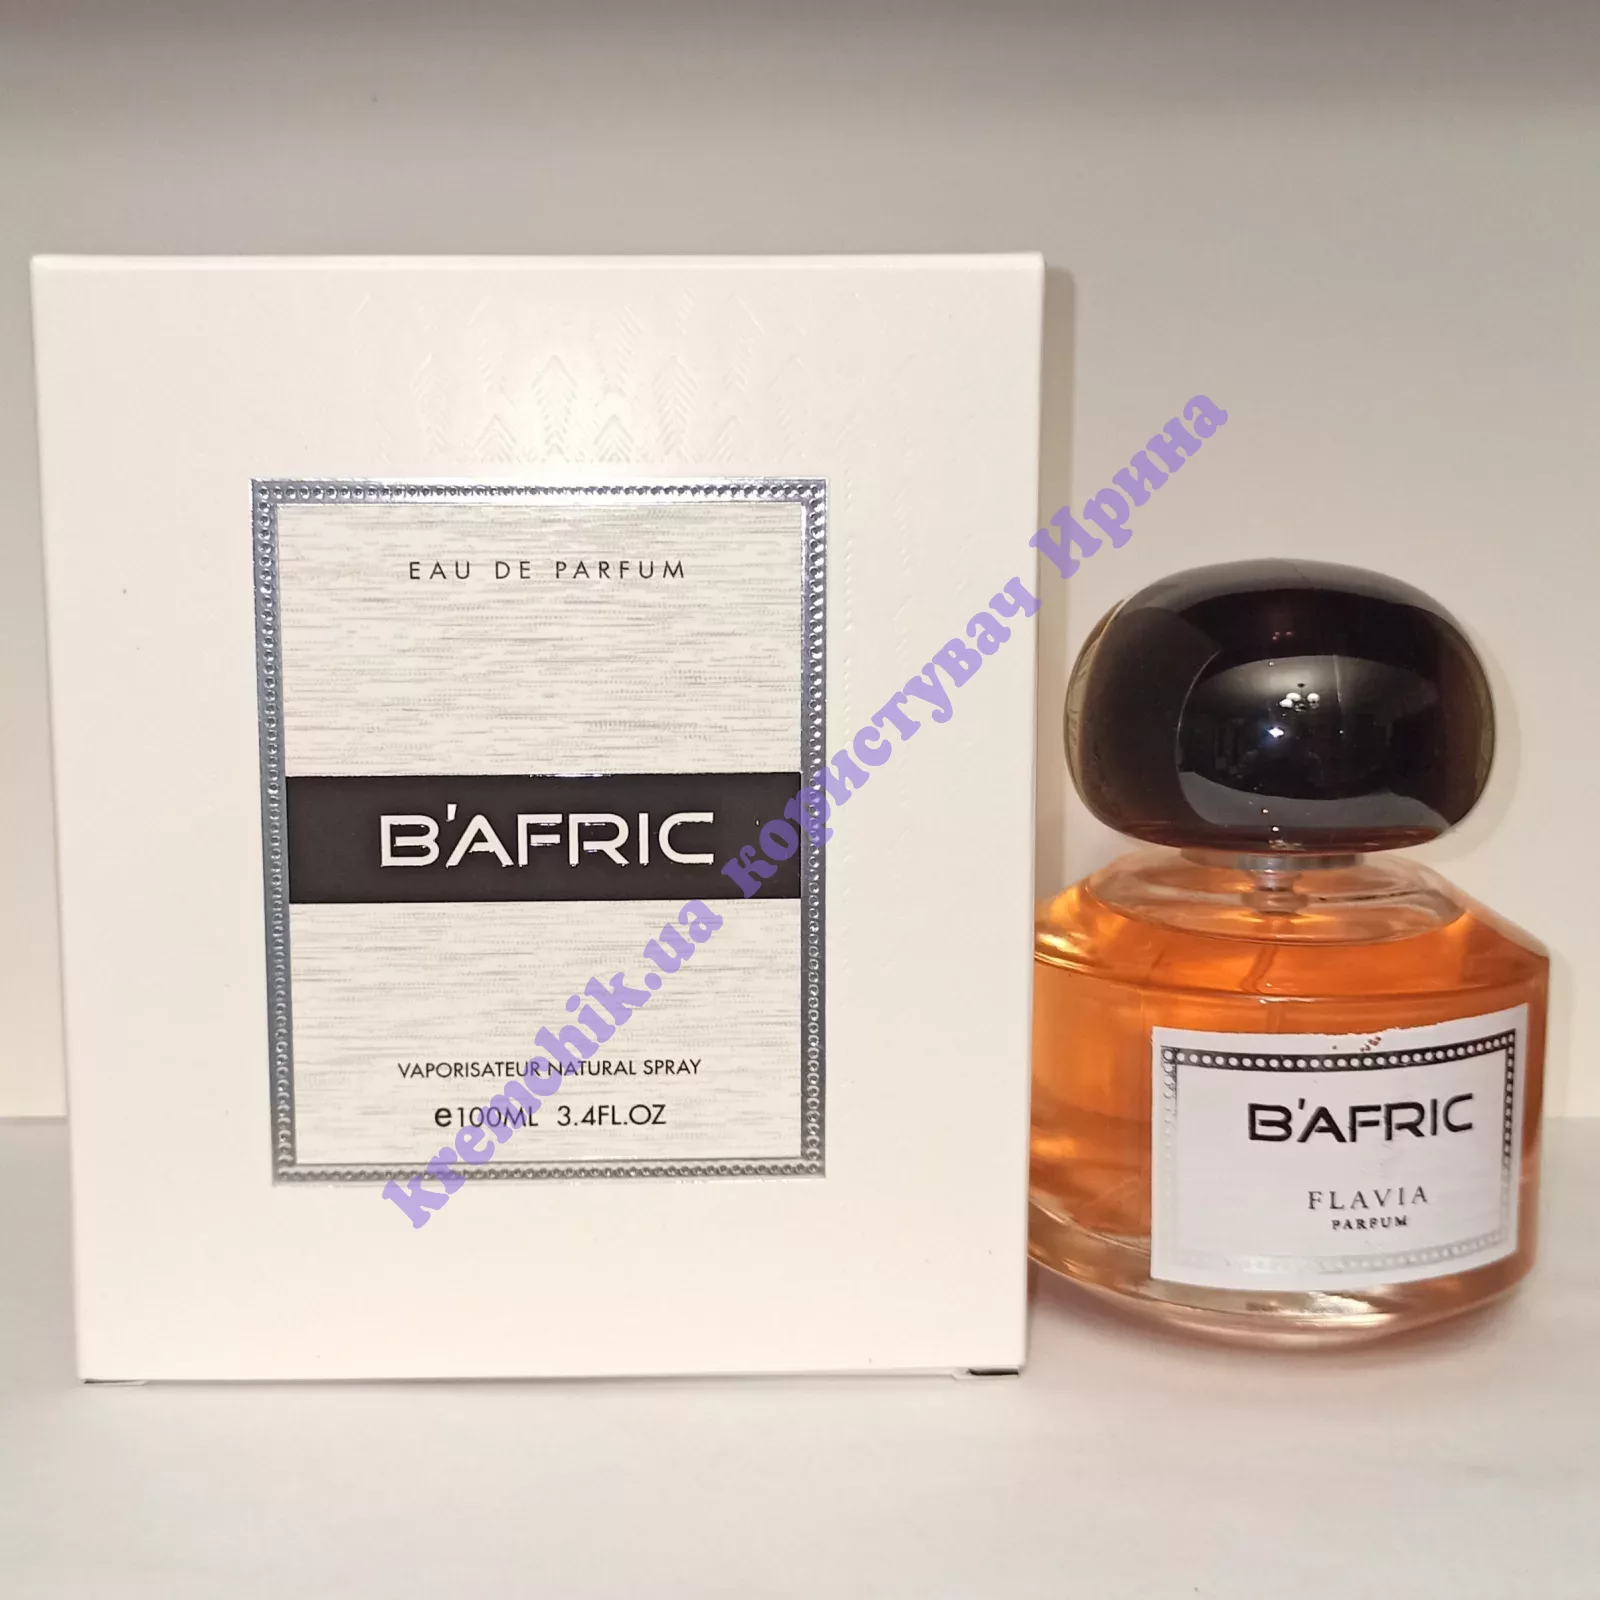 EAU DE PARFUM
B'AFRIC
VAPORISATEUR NATURAL SPRAY
e100ML 3.4FL.OZ
B'AFRIC
FLAVIA
PARFUM
kremchik.ua користувач Ирина